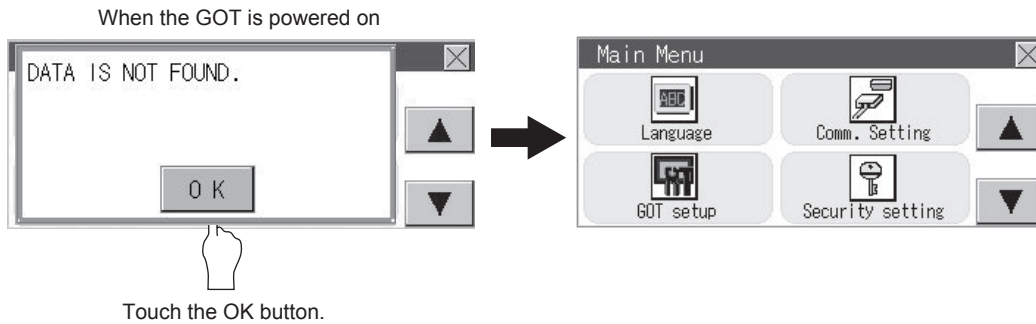 When the GOT is powered on
DATA IS NOT FOUND.
OK
Touch the OK button.
Main Menu
Language
Comm. Setting
GOT setup
Security setting